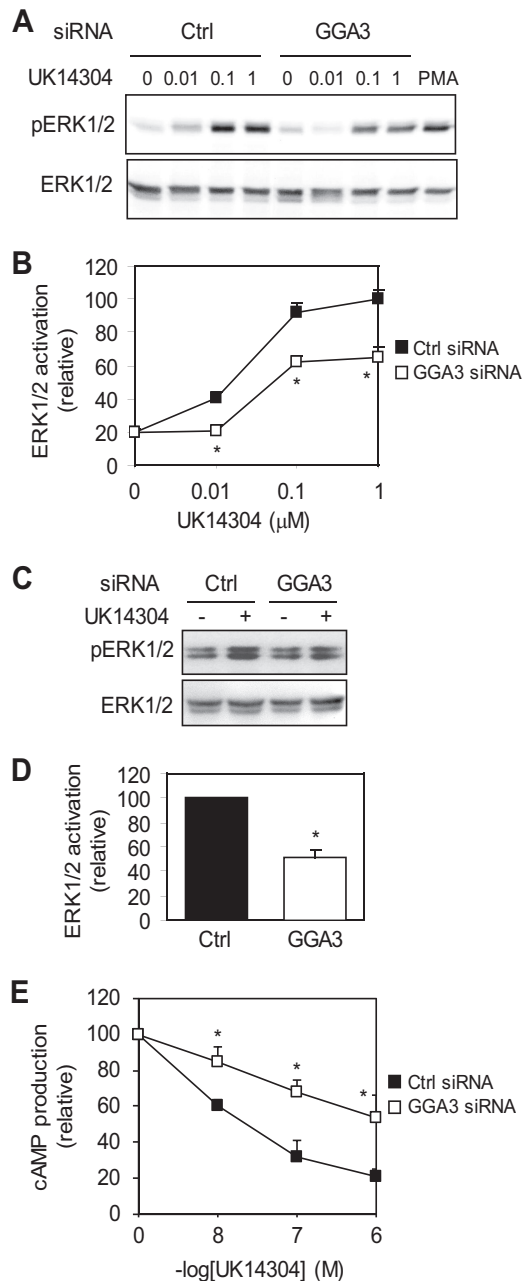 A
siRNA Ctrl GGA3
UK14304 0 0.01 0.1 1 0 0.01 0.1 1 PMA
pERK1/2
ERK1/2
B
ERK1/2 activation
(relative)
120
100
80
60
40
20
0
* * *
0 0.01 0.1 1
UK14304 (μM)
Ctrl siRNA
GGA3 siRNA
C
siRNA Ctrl GGA3
UK14304 - + - +
pERK1/2
ERK1/2
D
ERK1/2 activation
(relative)
120
100
80
60
40
20
0
*
Ctrl GGA3
E
cAMP production
(relative)
120
100
80
60
40
20
0
* * *
0 8 7 6
-log[UK14304] (M)
Ctrl siRNA
GGA3 siRNA